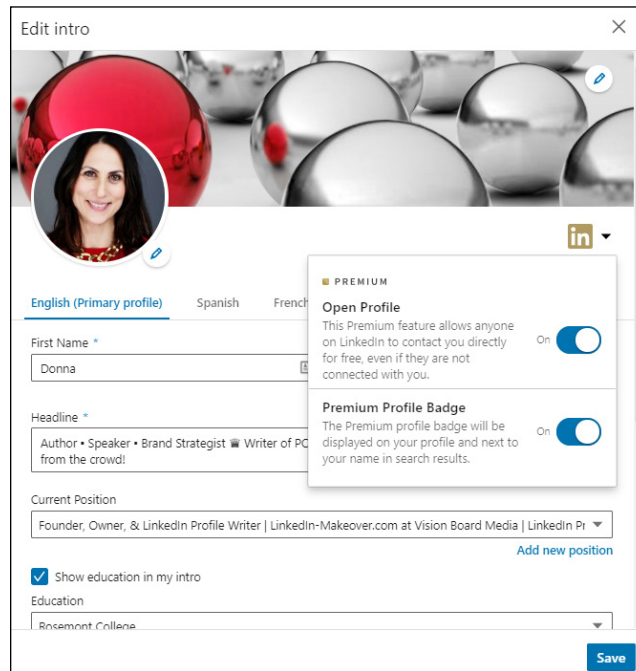 Edit intro
in
PREMIUM
English (Primary profile) Spanish French
Open Profile
This Premium feature allows anyone
on LinkedIn to contact you directly
for free, even if they are not
connected with you.
On
First Name *
Donna
Premium Profile Badge
The Premium profile badge will be
displayed on your profile and next to
your name in search results.
On
Headline *
Author • Speaker • Brand Strategist ♛ Writer of PO
from the crowd!
Current Position
Founder, Owner, & LinkedIn Profile Writer | LinkedIn-Makeover.com at Vision Board Media | LinkedIn Pr
Add new position
Show education in my intro
Education
Rosemont College
Save